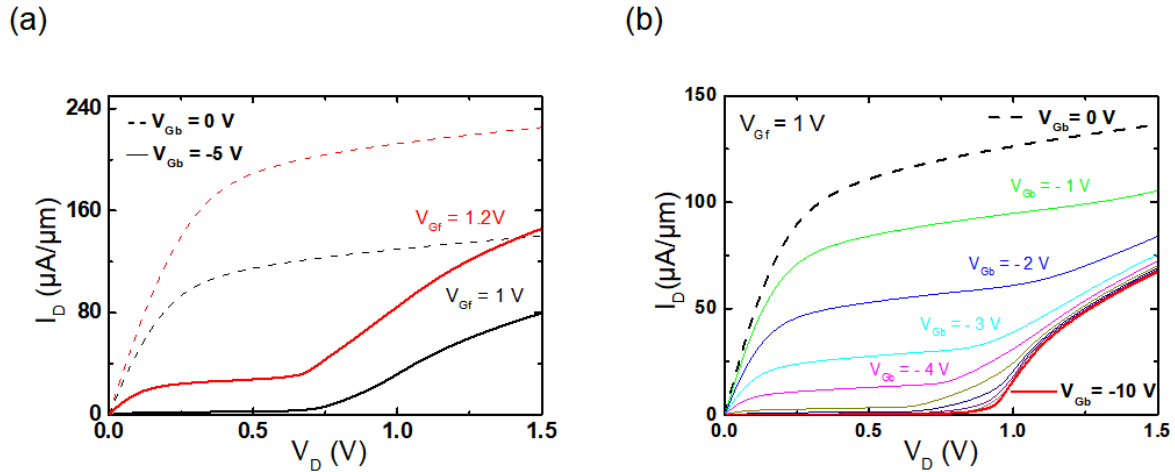 (a)
(b)
240
160
80
0
0.0
0.5
1.0
1.5
I_D (μA/μm)
V_D (V)
V_Gb = 0 V
V_Gb = -5 V
V_Gf = 1.2V
V_Gf = 1 V
150
100
50
0
0.0
0.5
1.0
1.5
I_D (μA/μm)
V_D (V)
V_Gf = 1 V
V_Gb = 0 V
V_Gb = - 1 V
V_Gb = - 2 V
V_Gb = - 3 V
V_Gb = - 4 V
V_Gb = -10 V